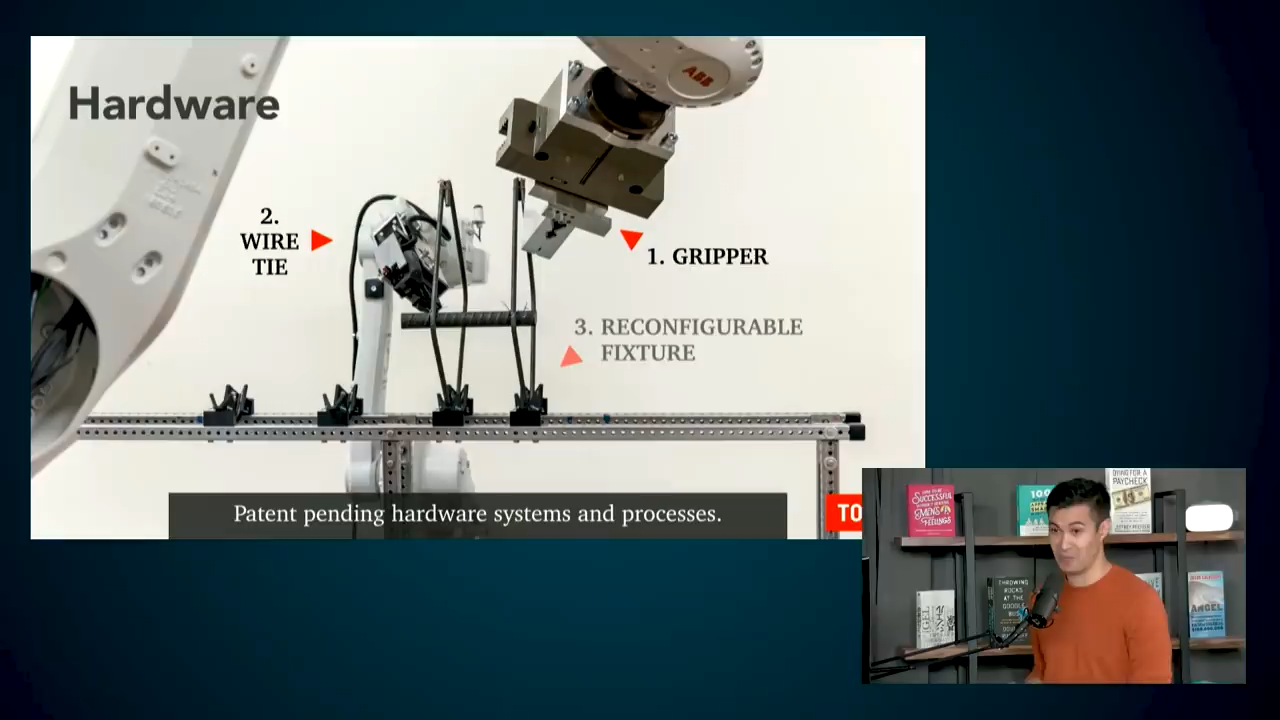 Hardware
ABB
2.
WIRE
TIE
1. GRIPPER
3. RECONFIGURABLE
FIXTURE
Patent pending hardware systems and processes.
TO
SUCCESSFUL
MEN'S
FEELINGS
100
DYING FOR A
PAYCHECK
THROWING
ROCKS
AT THE
GOOGLE
BUS
ANGEL